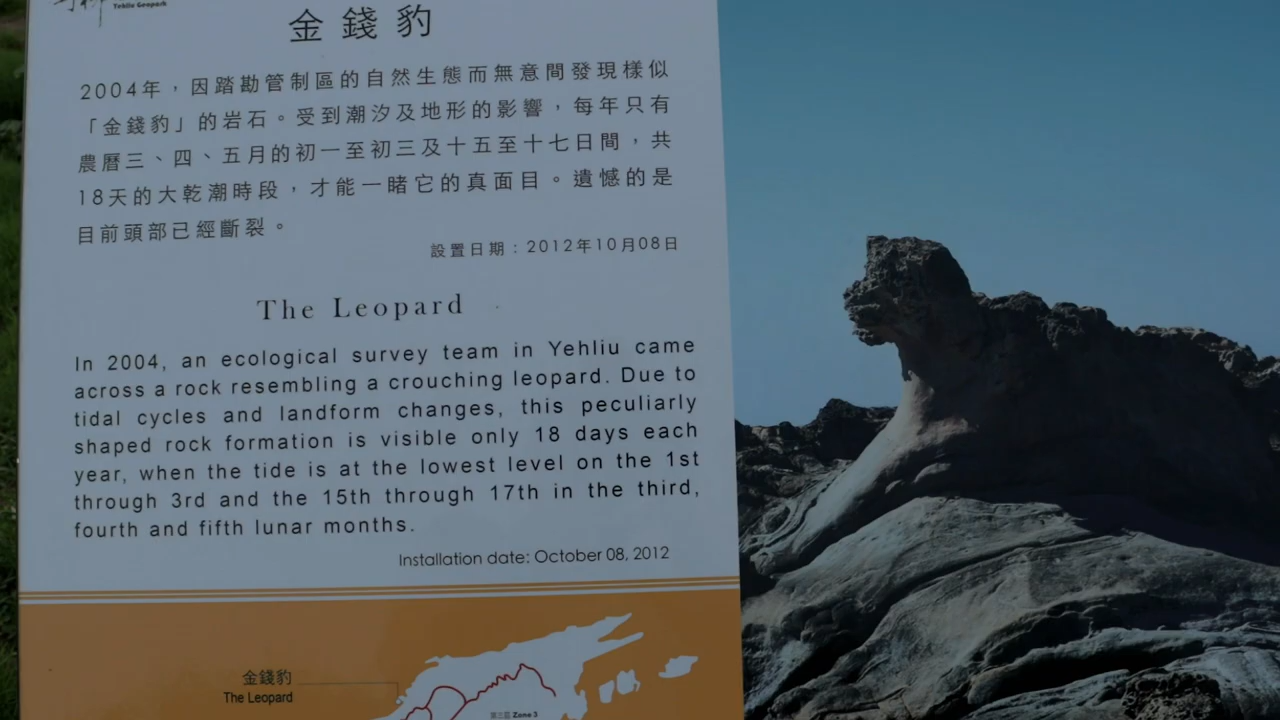 Yehliu Geopark
金錢豹
2004年，因踏勘管制區的自然生態而無意間發現樣似
「金錢豹」的岩石。受到潮汐及地形的影響，每年只有
農曆三、四、五月的初一至初三及十五至十七日間，共
18天的大乾潮時段，才能一睹它的真面目。遺憾的是
目前頭部已經斷裂。
設置日期：2012年10月08日
The Leopard
In 2004, an ecological survey team in Yehliu came
across a rock resembling a crouching leopard. Due to
tidal cycles and landform changes, this peculiarly
shaped rock formation is visible only 18 days each
year, when the tide is at the lowest level on the 1st
through 3rd and the 15th through 17th in the third,
fourth and fifth lunar months.
Installation date: October 08, 2012
金錢豹
The Leopard
第三區 Zone 3